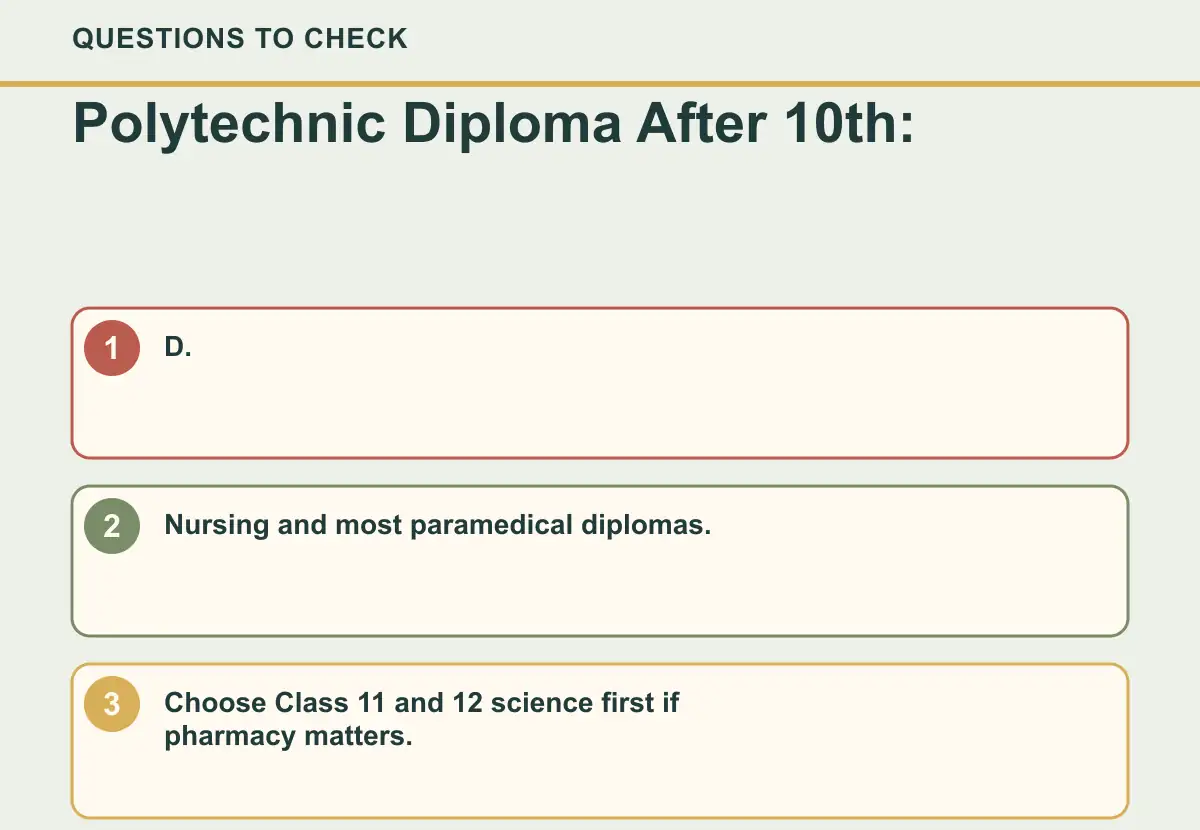 QUESTIONS TO CHECK
Polytechnic Diploma After 10th:
1 D.
2 Nursing and most paramedical diplomas.
3 Choose Class 11 and 12 science first if
pharmacy matters.